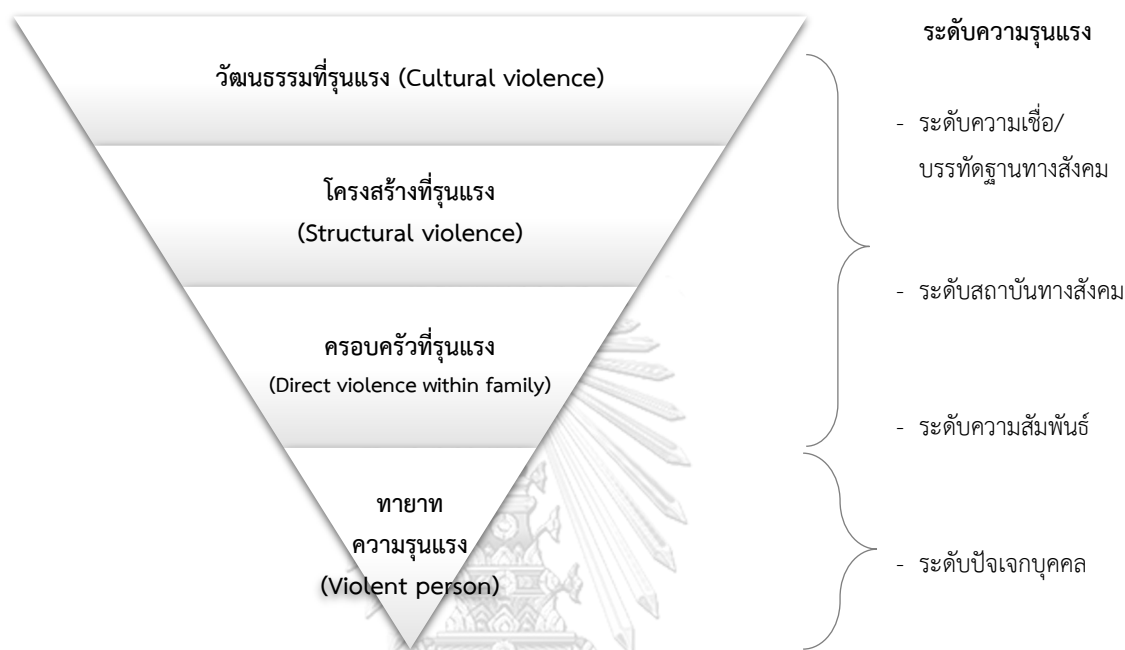 วัฒนธรรมที่รุนแรง (Cultural violence)
โครงสร้างที่รุนแรง
(Structural violence)
ครอบครัวที่รุนแรง
(Direct violence within family)
ทายาท
ความรุนแรง
(Violent person)
ระดับความรุนแรง
- ระดับความเชื่อ/
บรรทัดฐานทางสังคม
- ระดับสถาบันทางสังคม
- ระดับความสัมพันธ์
- ระดับปัจเจกบุคคล